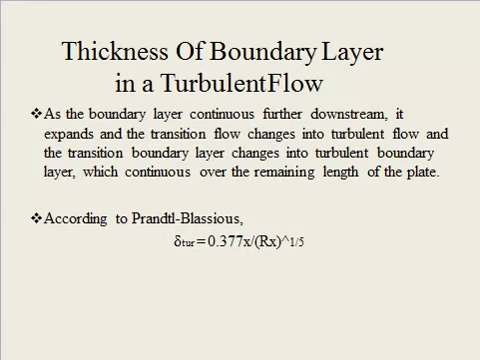 Thickness Of Boundary Layer
in a TurbulentFlow
❖As the boundary layer continuous further downstream, it
expands and the transition flow changes into turbulent flow and
the transition boundary layer changes into turbulent boundary
layer, which continuous over the remaining length of the plate.
❖According to Prandtl-Blassious,
δtur=0.377x/(Rx)^1/5